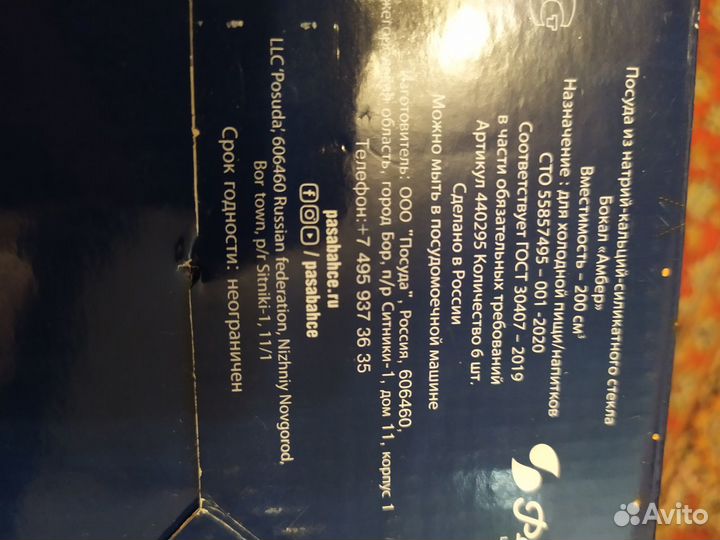 Посуда из натрий-кальций-силикатного стекла
Бокал «Амбер»
Вместимость – 200 см³
Назначение : для холодной пищи/напитков
СТО 55857495 – 001 -2020
Соответствует ГОСТ 30407 – 2019
в части обязательных требований
Артикул 440295 Количество 6 шт.
Сделано в России
Можно мыть в посудомоечной машине
Изготовитель: ООО "Посуда", Россия, 606460,
область, город Бор, п/р Ситники-1, дом 11, корпус 1
Телефон:+7 495 937 36 35
pasabahce.ru
/ pasabahce
LLC 'Posuda', 606460 Russian federation, Nizhniy Novgorod,
Bor town, p/r Sitniki-1, 11/1
Срок годности: неограничен
Avito